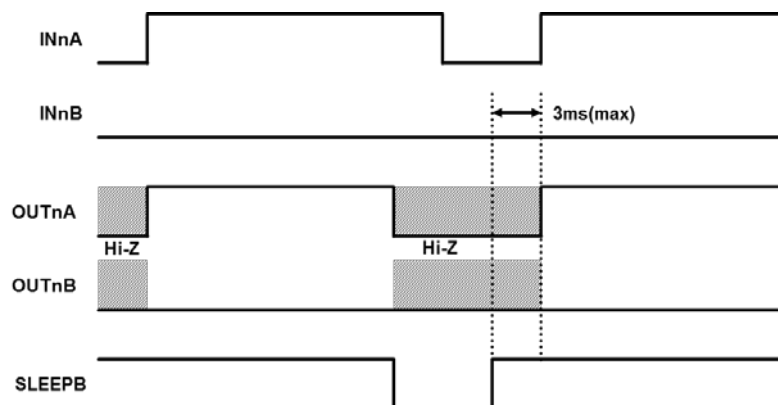 INnA
INnB
3ms(max)
OUTnA
Hi-Z
Hi-Z
OUTnB
SLEEPB